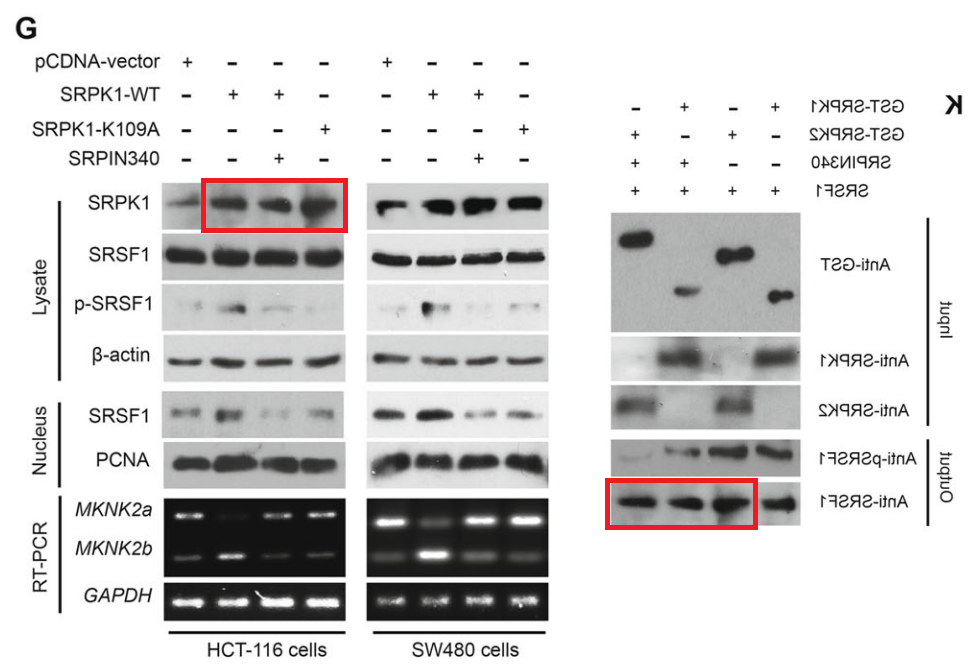 G
pCDNA-vector + – – – + – – –
SRPK1-WT – + + – – + + –
SRPK1-K109A – – – + – – – +
SRPIN340 – – + – – – + –
Lysate
SRPK1
SRSF1
p-SRSF1
β-actin
Nucleus
SRSF1
PCNA
RT-PCR
MKNK2a
MKNK2b
GAPDH
HCT-116 cells SW480 cells
K
– + – + GST-SRPK1
+ – + – GST-SRPK2
+ + – – SRPIN340
+ + + + SRSF1
Anti-GST
Anti-SRPK1
Anti-SRPK2
Input
Anti-pSRSF1
Anti-SRSF1
Output